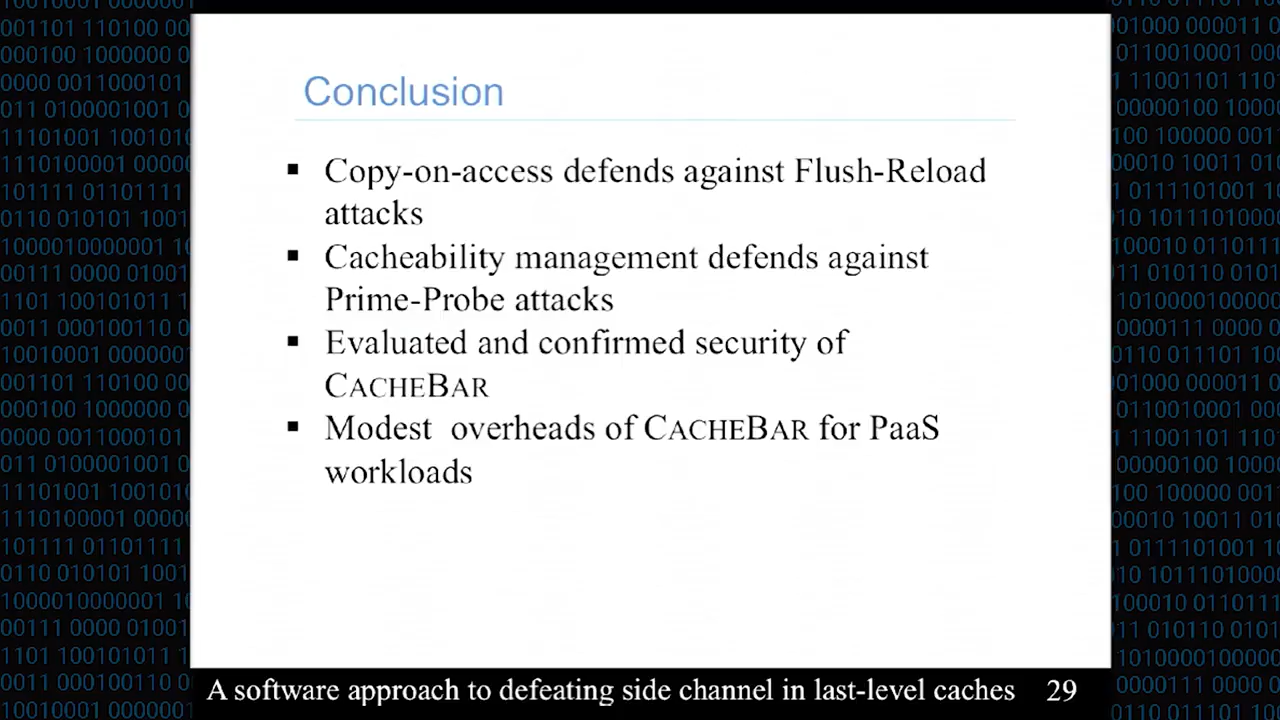 Conclusion
▪ Copy-on-access defends against Flush-Reload
attacks
▪ Cacheability management defends against
Prime-Probe attacks
▪ Evaluated and confirmed security of
CACHEBAR
▪ Modest  overheads of CACHEBAR for PaaS
workloads
A software approach to defeating side channel in last-level caches 29